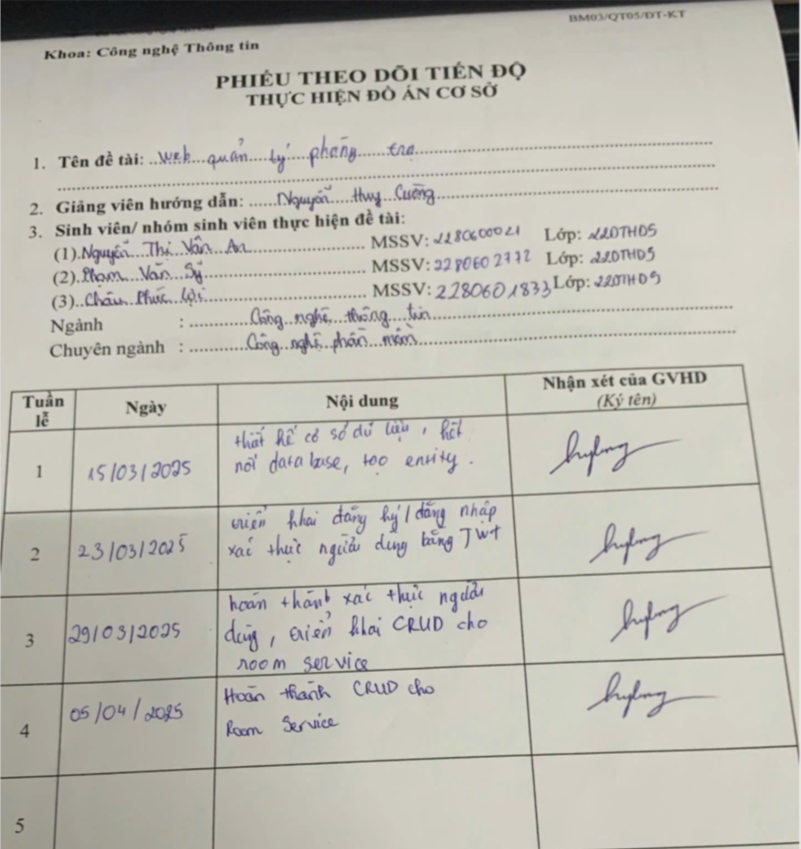 BM03/QT05/ĐT-KT
Khoa: Công nghệ Thông tin
PHIẾU THEO DÕI TIẾN ĐỘ
THỰC HIỆN ĐỒ ÁN CƠ SỞ
1. Tên đề tài: Web quản lý phòng trọ
2. Giảng viên hướng dẫn: Nguyễn Huy Cường
3. Sinh viên/ nhóm sinh viên thực hiện đề tài:
(1). Nguyễn Thị Vân An MSSV: 2280600021 Lớp: 22DTHD5
(2). Phạm Văn Sỹ MSSV: 2280602772 Lớp: 22DTHD5
(3). Châu Phúc Lợi MSSV: 2280601833 Lớp: 22DTHD5
Ngành : Công nghệ thông tin
Chuyên ngành : Công nghệ phần mềm
Tuần lễ Ngày Nội dung Nhận xét của GVHD (Ký tên)
1 15/03/2025 thiết kế cơ sở dữ liệu, kết
nối database, tạo entity.
2 23/03/2025 triển khai đăng ký/đăng nhập
xác thực người dùng bằng JWT
3 29/03/2025 hoàn thành xác thực người
dùng, triển khai CRUD cho
room service
4 05/04/2025 Hoàn thành CRUD cho
Room Service
5